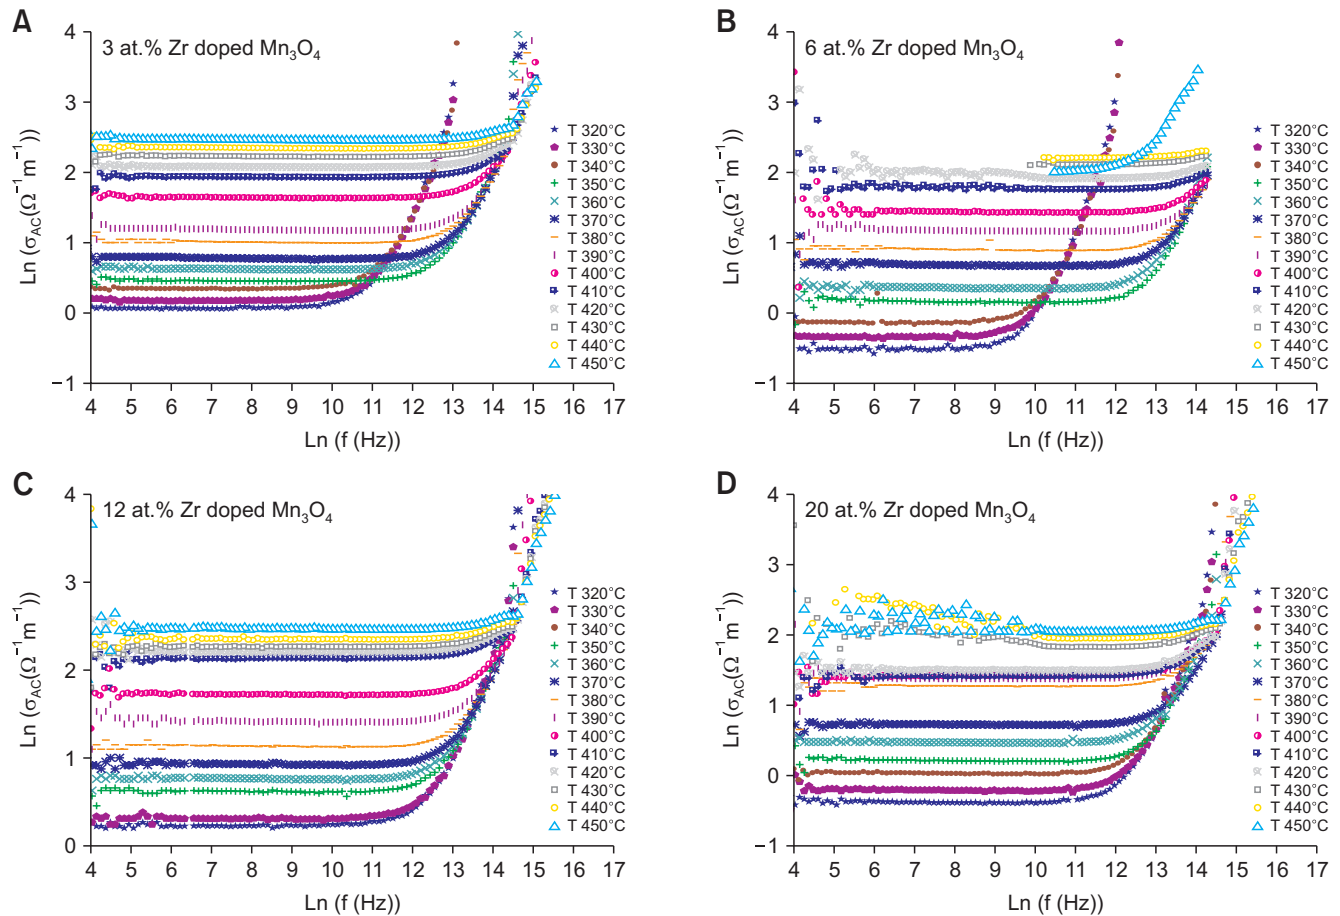 A
3 at.% Zr doped Mn₃O₄
Ln (σ_AC(Ω⁻¹m⁻¹))
4
3
2
1
0
−1
4 5 6 7 8 9 10 11 12 13 14 15 16 17
Ln (f (Hz))
T 320°C
T 330°C
T 340°C
T 350°C
T 360°C
T 370°C
T 380°C
T 390°C
T 400°C
T 410°C
T 420°C
T 430°C
T 440°C
T 450°C
B
6 at.% Zr doped Mn₃O₄
Ln (σ_AC(Ω⁻¹m⁻¹))
4
3
2
1
0
−1
4 5 6 7 8 9 10 11 12 13 14 15 16 17
Ln (f (Hz))
T 320°C
T 330°C
T 340°C
T 350°C
T 360°C
T 370°C
T 380°C
T 390°C
T 400°C
T 410°C
T 420°C
T 430°C
T 440°C
T 450°C
C
12 at.% Zr doped Mn₃O₄
Ln (σ_AC(Ω⁻¹m⁻¹))
4
3
2
1
0
4 5 6 7 8 9 10 11 12 13 14 15 16 17
Ln (f (Hz))
T 320°C
T 330°C
T 340°C
T 350°C
T 360°C
T 370°C
T 380°C
T 390°C
T 400°C
T 410°C
T 420°C
T 430°C
T 440°C
T 450°C
D
20 at.% Zr doped Mn₃O₄
Ln (σ_AC(Ω⁻¹m⁻¹))
4
3
2
1
0
−1
4 5 6 7 8 9 10 11 12 13 14 15 16 17
Ln (f (Hz))
T 320°C
T 330°C
T 340°C
T 350°C
T 360°C
T 370°C
T 380°C
T 390°C
T 400°C
T 410°C
T 420°C
T 430°C
T 440°C
T 450°C